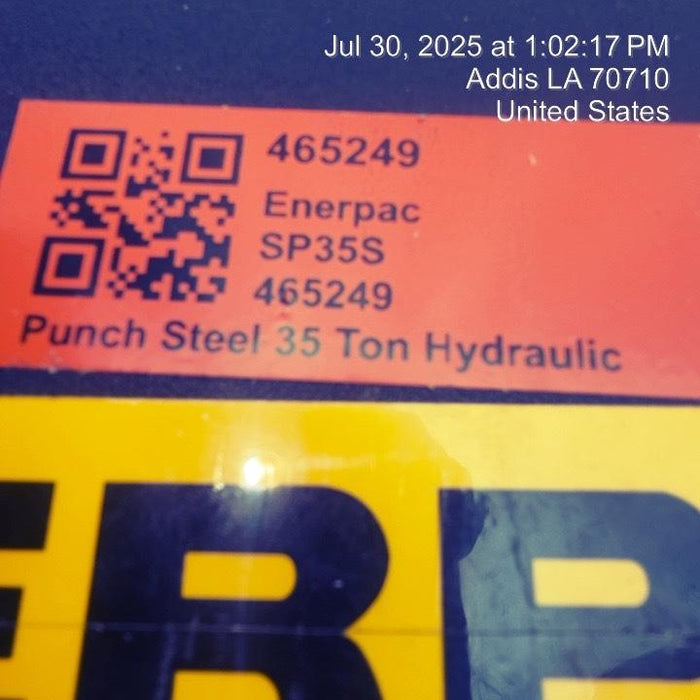 Jul 30, 2025 at 1:02:17 PM
Addis LA 70710
United States
465249
Enerpac
SP35S
465249
Punch Steel 35 Ton Hydraulic
ERP